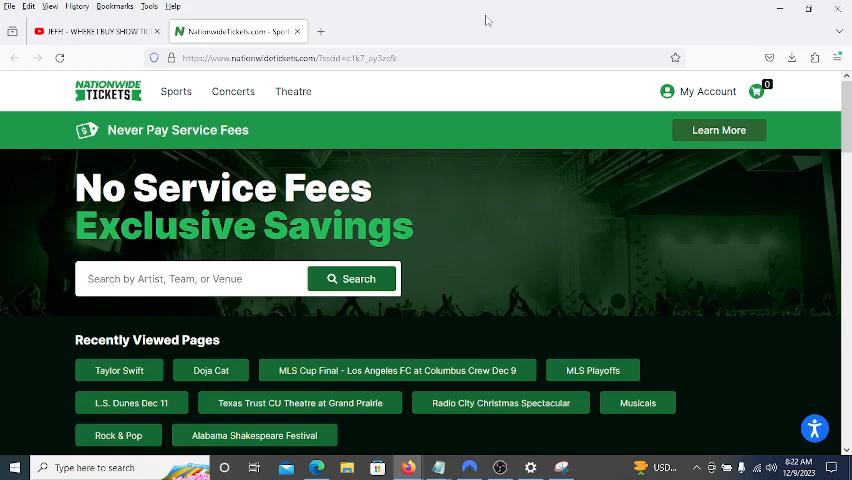 File Edit View History Bookmarks Tools Help
JEFF! - WHERE I BUY SHOW TIC
NationwideTickets.com - Sport
https://www.nationwidetickets.com/?sscid=c1k7_ay3zo&
NATIONWIDE
TICKETS
Sports Concerts Theatre
My Account 0
Never Pay Service Fees
Learn More
No Service Fees
Exclusive Savings
Search by Artist, Team, or Venue
Search
Recently Viewed Pages
Taylor Swift Doja Cat MLS Cup Final - Los Angeles FC at Columbus Crew Dec 9 MLS Playoffs
L.S. Dunes Dec 11 Texas Trust CU Theatre at Grand Prairie Radio City Christmas Spectacular Musicals
Rock & Pop Alabama Shakespeare Festival
Type here to search
USD...
8:22 AM
12/9/2023